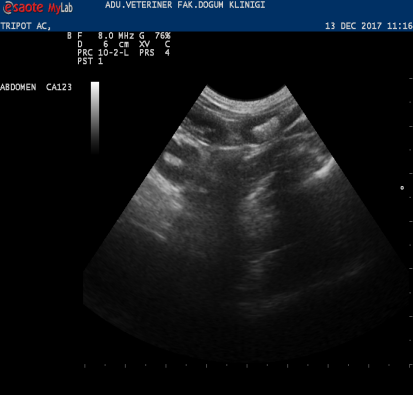 esaote MyLab
ADU.VETERINER FAK.DOGUM KLINIGI
TRIPOT AC,
13 DEC 2017 11:16
B F 8.0 MHz G 76%
D 6 cm XV C
PRC 10-2-L PRS 4
PST 1
ABDOMEN CA123